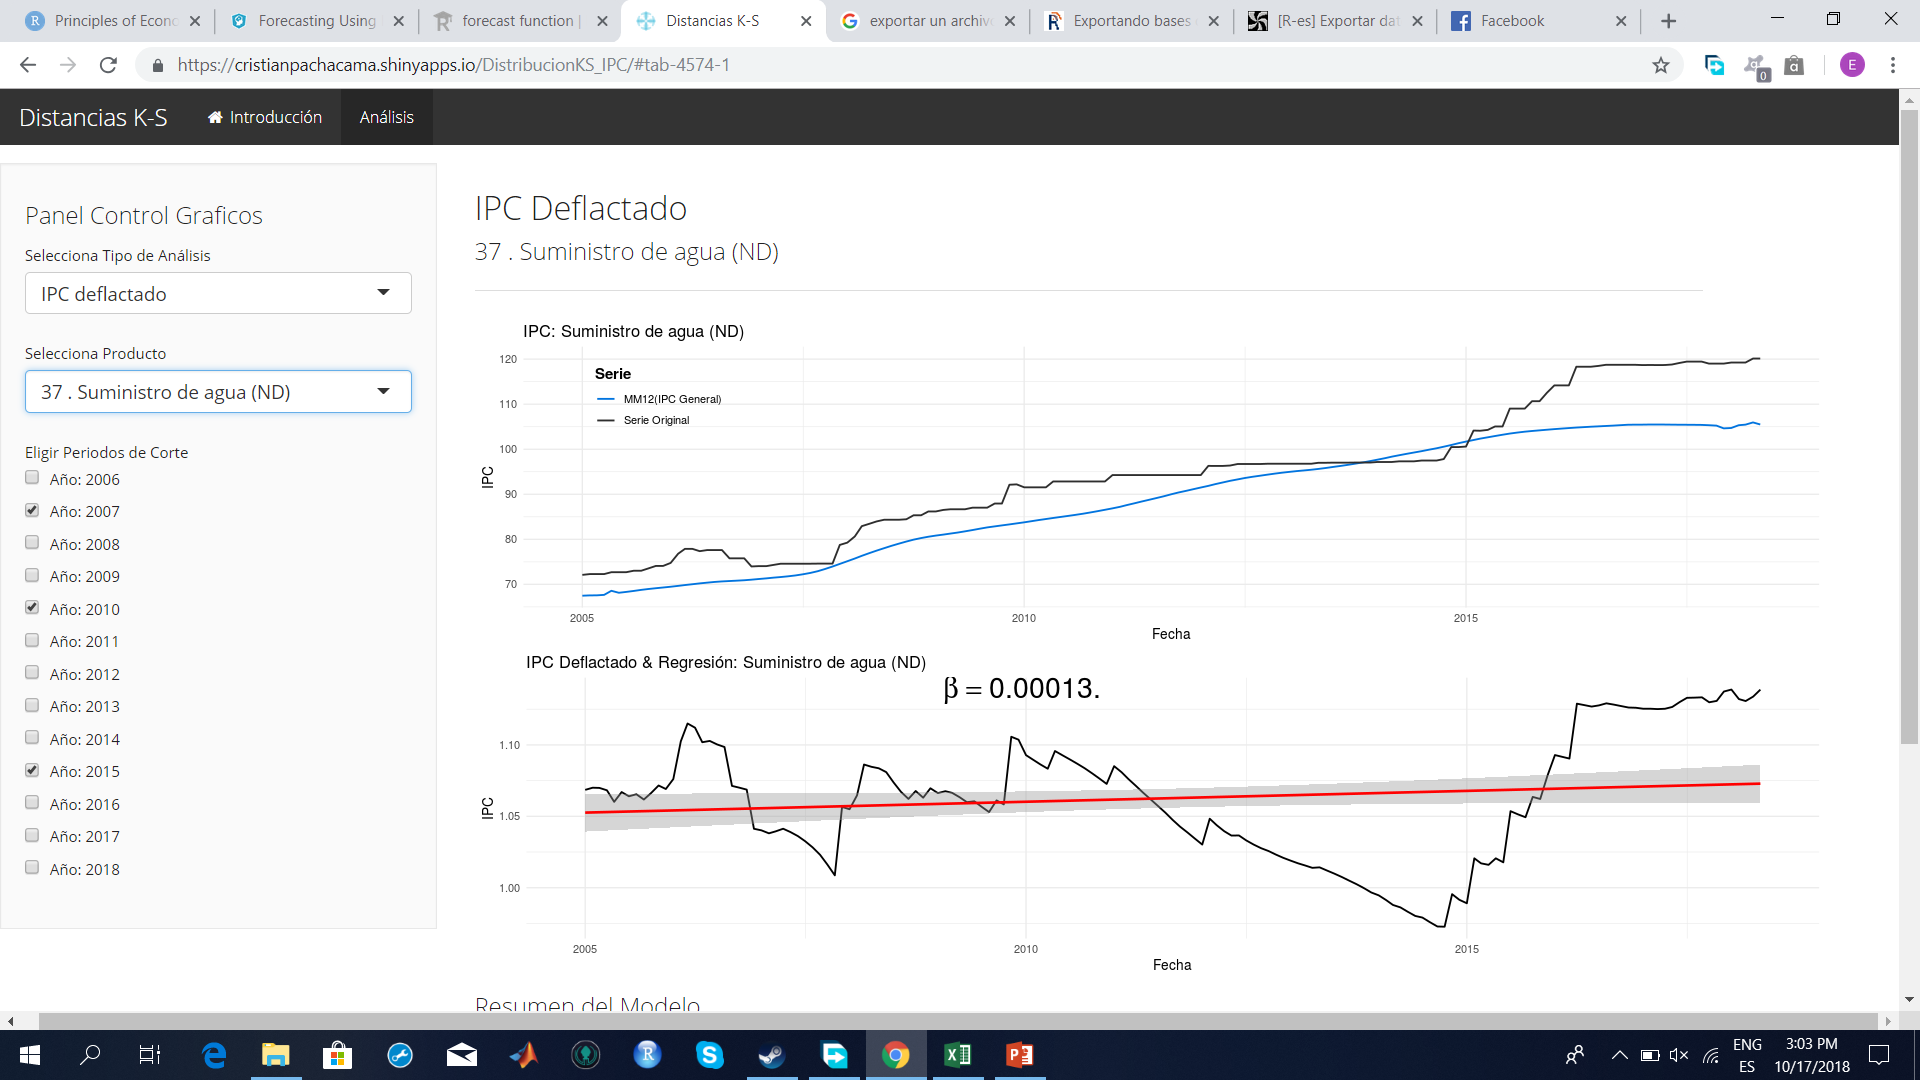 Principles of Econo
Forecasting Using
forecast function |
Distancias K-S
exportar un archivo
Exportando bases
[R-es] Exportar dat
Facebook
https://cristianpachacama.shinyapps.io/DistribucionKS_IPC/#tab-4574-1
0
E
Distancias K-S
Introducción
Análisis
Panel Control Graficos
Selecciona Tipo de Análisis
IPC deflactado
Selecciona Producto
37 . Suministro de agua (ND)
Eligir Periodos de Corte
Año: 2006
Año: 2007
Año: 2008
Año: 2009
Año: 2010
Año: 2011
Año: 2012
Año: 2013
Año: 2014
Año: 2015
Año: 2016
Año: 2017
Año: 2018
IPC Deflactado
37 . Suministro de agua (ND)
IPC: Suministro de agua (ND)
Serie
MM12(IPC General)
Serie Original
120
110
100
90
80
70
IPC
2005
2010
2015
Fecha
IPC Deflactado & Regresión: Suministro de agua (ND)
β = 0.00013.
1.10
1.05
1.00
IPC
2005
2010
2015
Fecha
Resumen del Modelo
ENG
ES
3:03 PM
10/17/2018